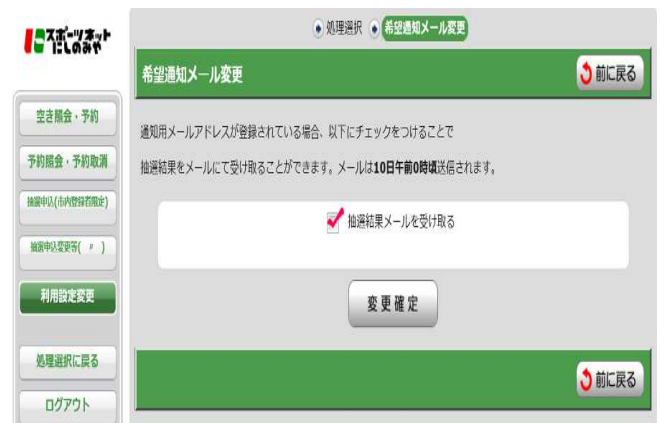 スポーツネット
にしのみや
処理選択 希望通知メール変更
希望通知メール変更
前に戻る
空き照会・予約
予約照会・予約取消
抽選申込(市内登録者限定)
抽選申込変更等( 〃 )
利用設定変更
処理選択に戻る
ログアウト
通知用メールアドレスが登録されている場合、以下にチェックをつけることで
抽選結果をメールにて受け取ることができます。メールは10日午前0時頃送信されます。
抽選結果メールを受け取る
変更確定
前に戻る